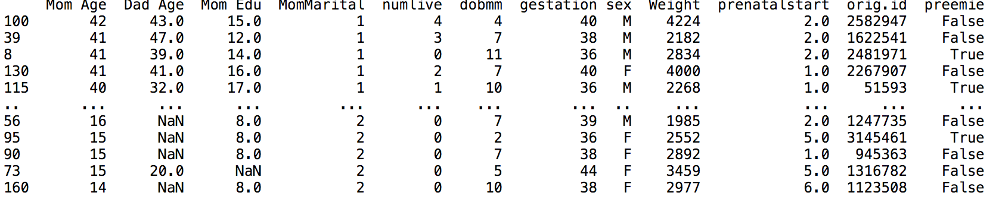 Mom Age Dad Age Mom Edu MomMarital numlive dobmm gestation sex Weight prenatalstart orig.id preemie
100 42 43.0 15.0 1 4 4 40 M 4224 2.0 2582947 False
39 41 47.0 12.0 1 3 7 38 M 2182 2.0 1622541 False
8 41 39.0 14.0 1 0 11 36 M 2834 2.0 2481971 True
130 41 41.0 16.0 1 2 7 40 F 4000 1.0 2267907 False
115 40 32.0 17.0 1 1 10 36 M 2268 1.0 51593 True
.. ... ... ... ... ... ... ... .. ... ... ... ...
56 16 NaN 8.0 2 0 7 39 M 1985 2.0 1247735 False
95 15 NaN 8.0 2 0 2 36 F 2552 5.0 3145461 True
90 15 NaN 8.0 2 0 7 38 F 2892 1.0 945363 False
73 15 20.0 NaN 2 0 5 44 F 3459 5.0 1316782 False
160 14 NaN 8.0 2 0 10 38 F 2977 6.0 1123508 False